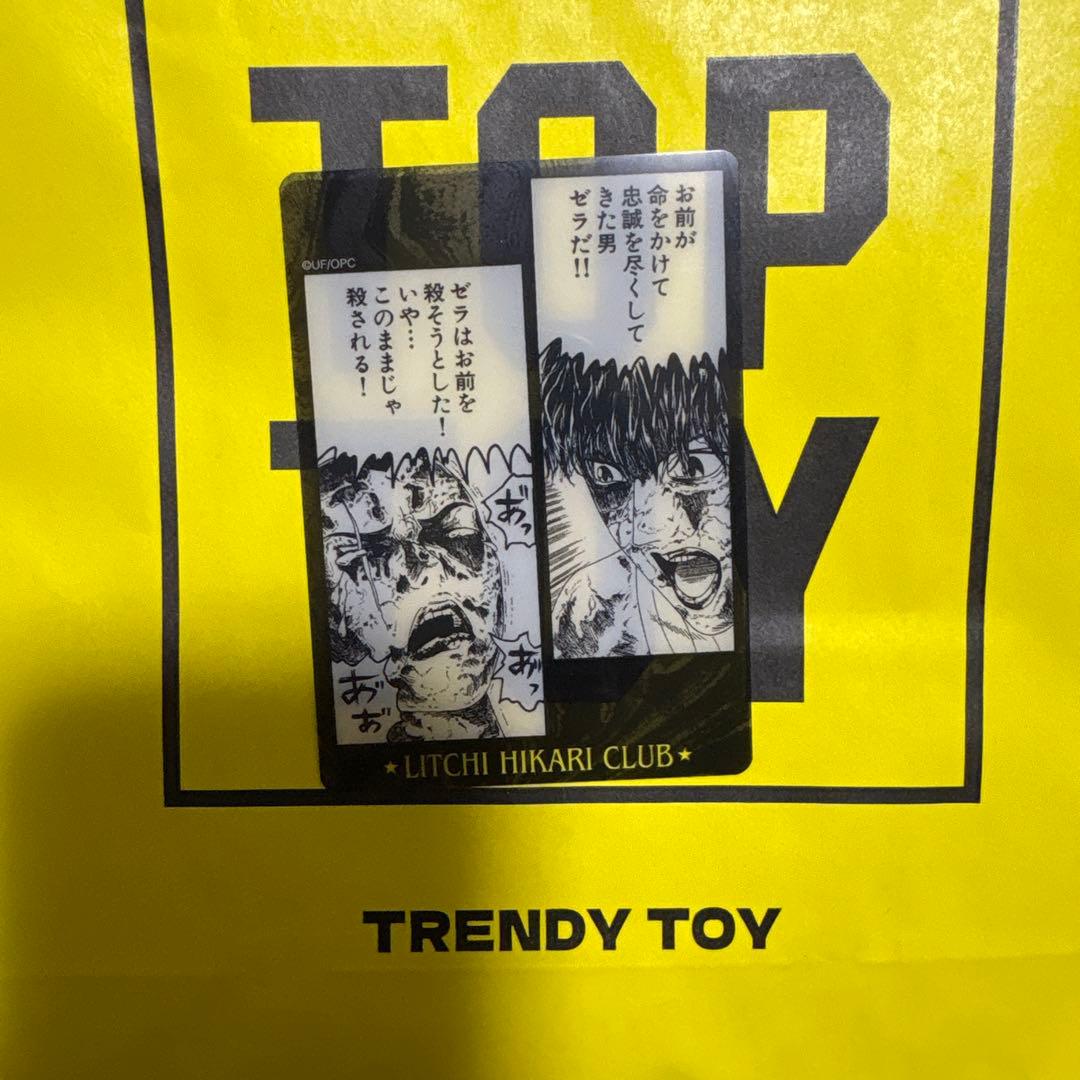 TOP
TOY
お前が
命をかけて
忠誠を尽くして
きた男
ゼラだ!!
©UF/OPC
ゼラはお前を
殺そうとした!
いや…
このままじゃ
殺される!
あ゛っ
あ゛っ
あ゛
お゛
★LITCHI HIKARI CLUB★
TRENDY TOY